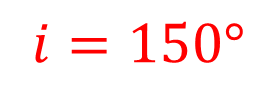 i = 150°